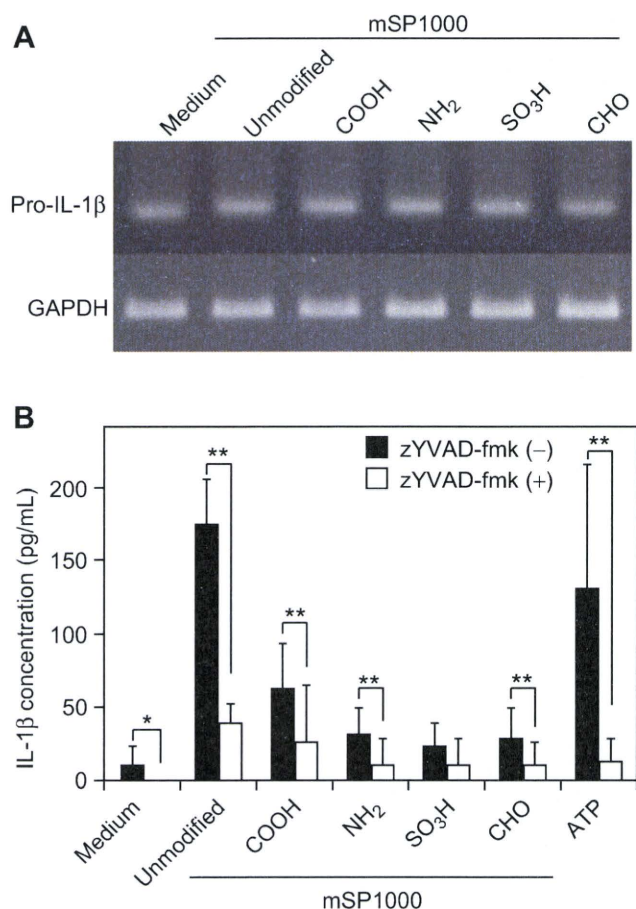 A
mSP1000
Medium
Unmodified
COOH
NH₂
SO₃H
CHO
Pro-IL-1β
GAPDH
B
zYVAD-fmk (−)
zYVAD-fmk (+)
IL-1β concentration (pg/mL)
200
150
100
50
0
*
**
**
**
**
**
Medium
Unmodified
COOH
NH₂
SO₃H
CHO
ATP
mSP1000